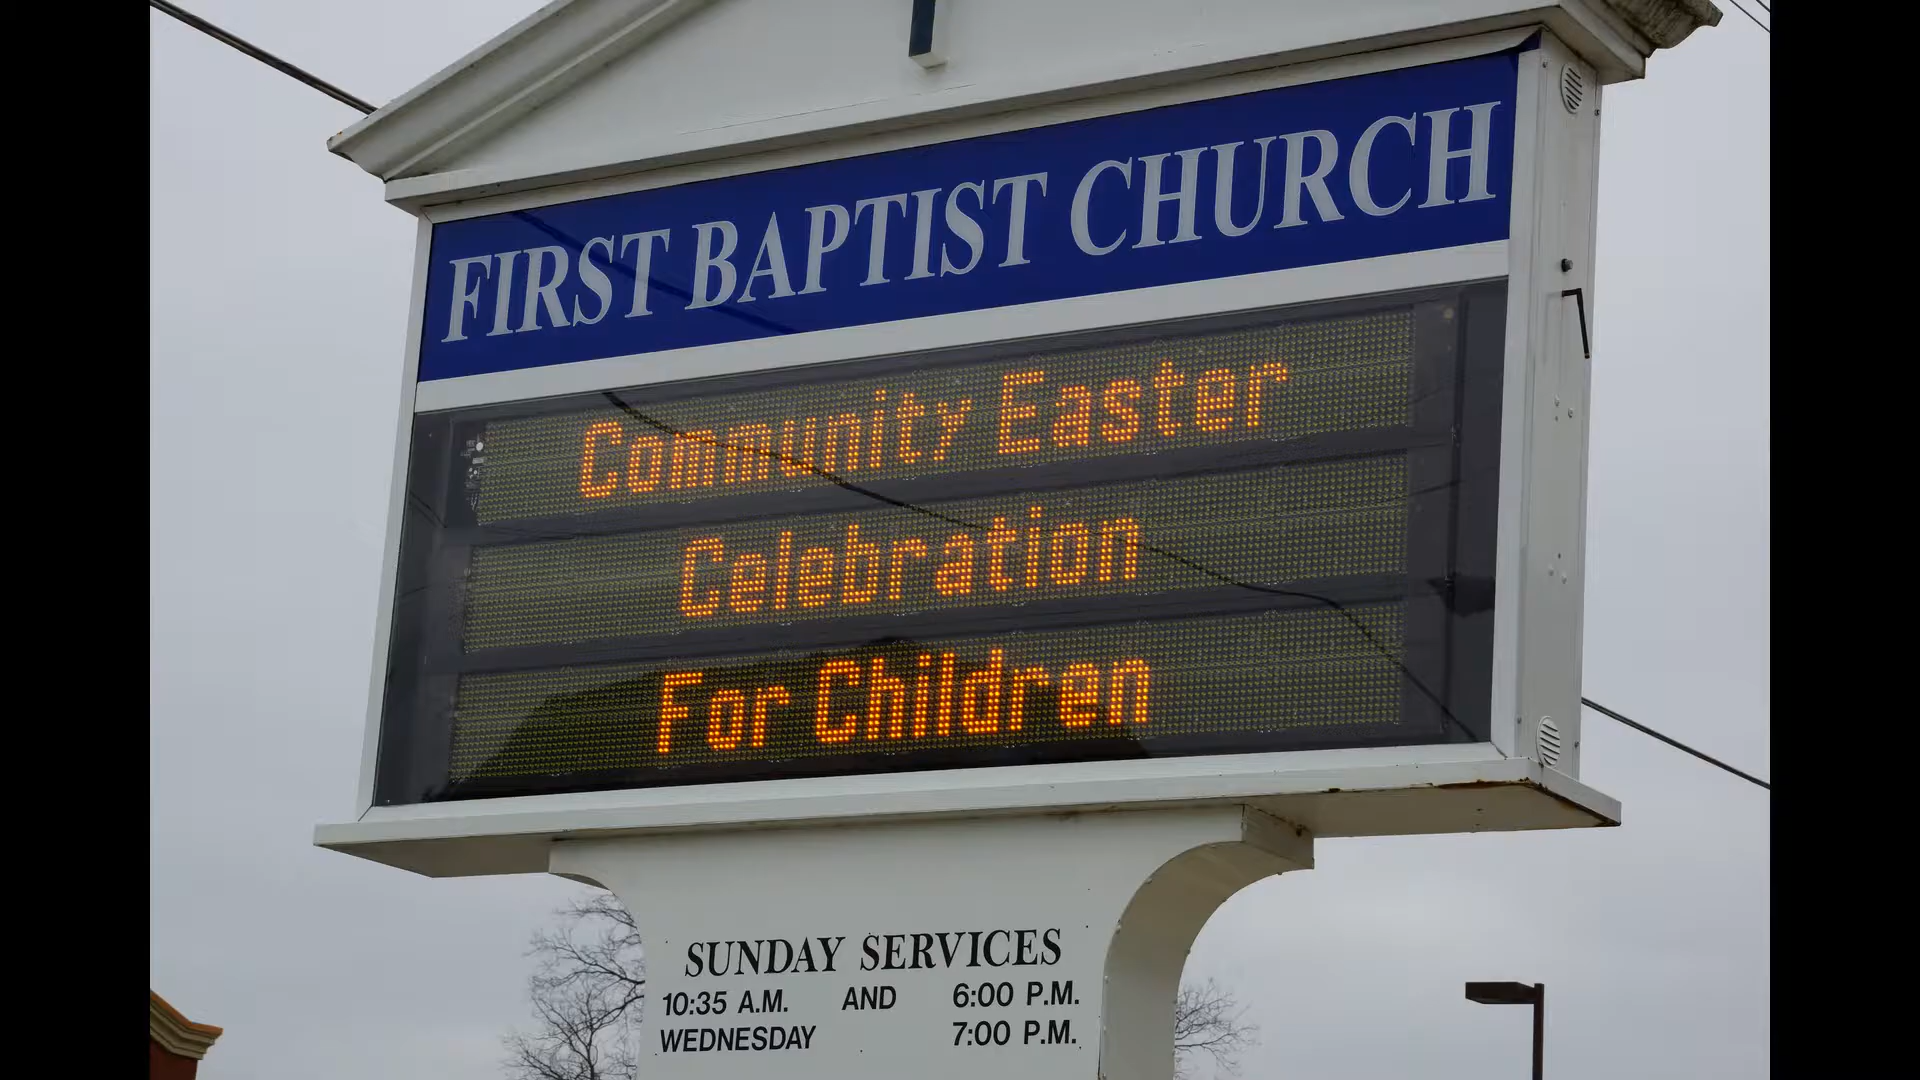 FIRST BAPTIST CHURCH
Community Easter
Celebration
For Children
SUNDAY SERVICES
10:35 A.M. AND 6:00 P.M.
WEDNESDAY 7:00 P.M.